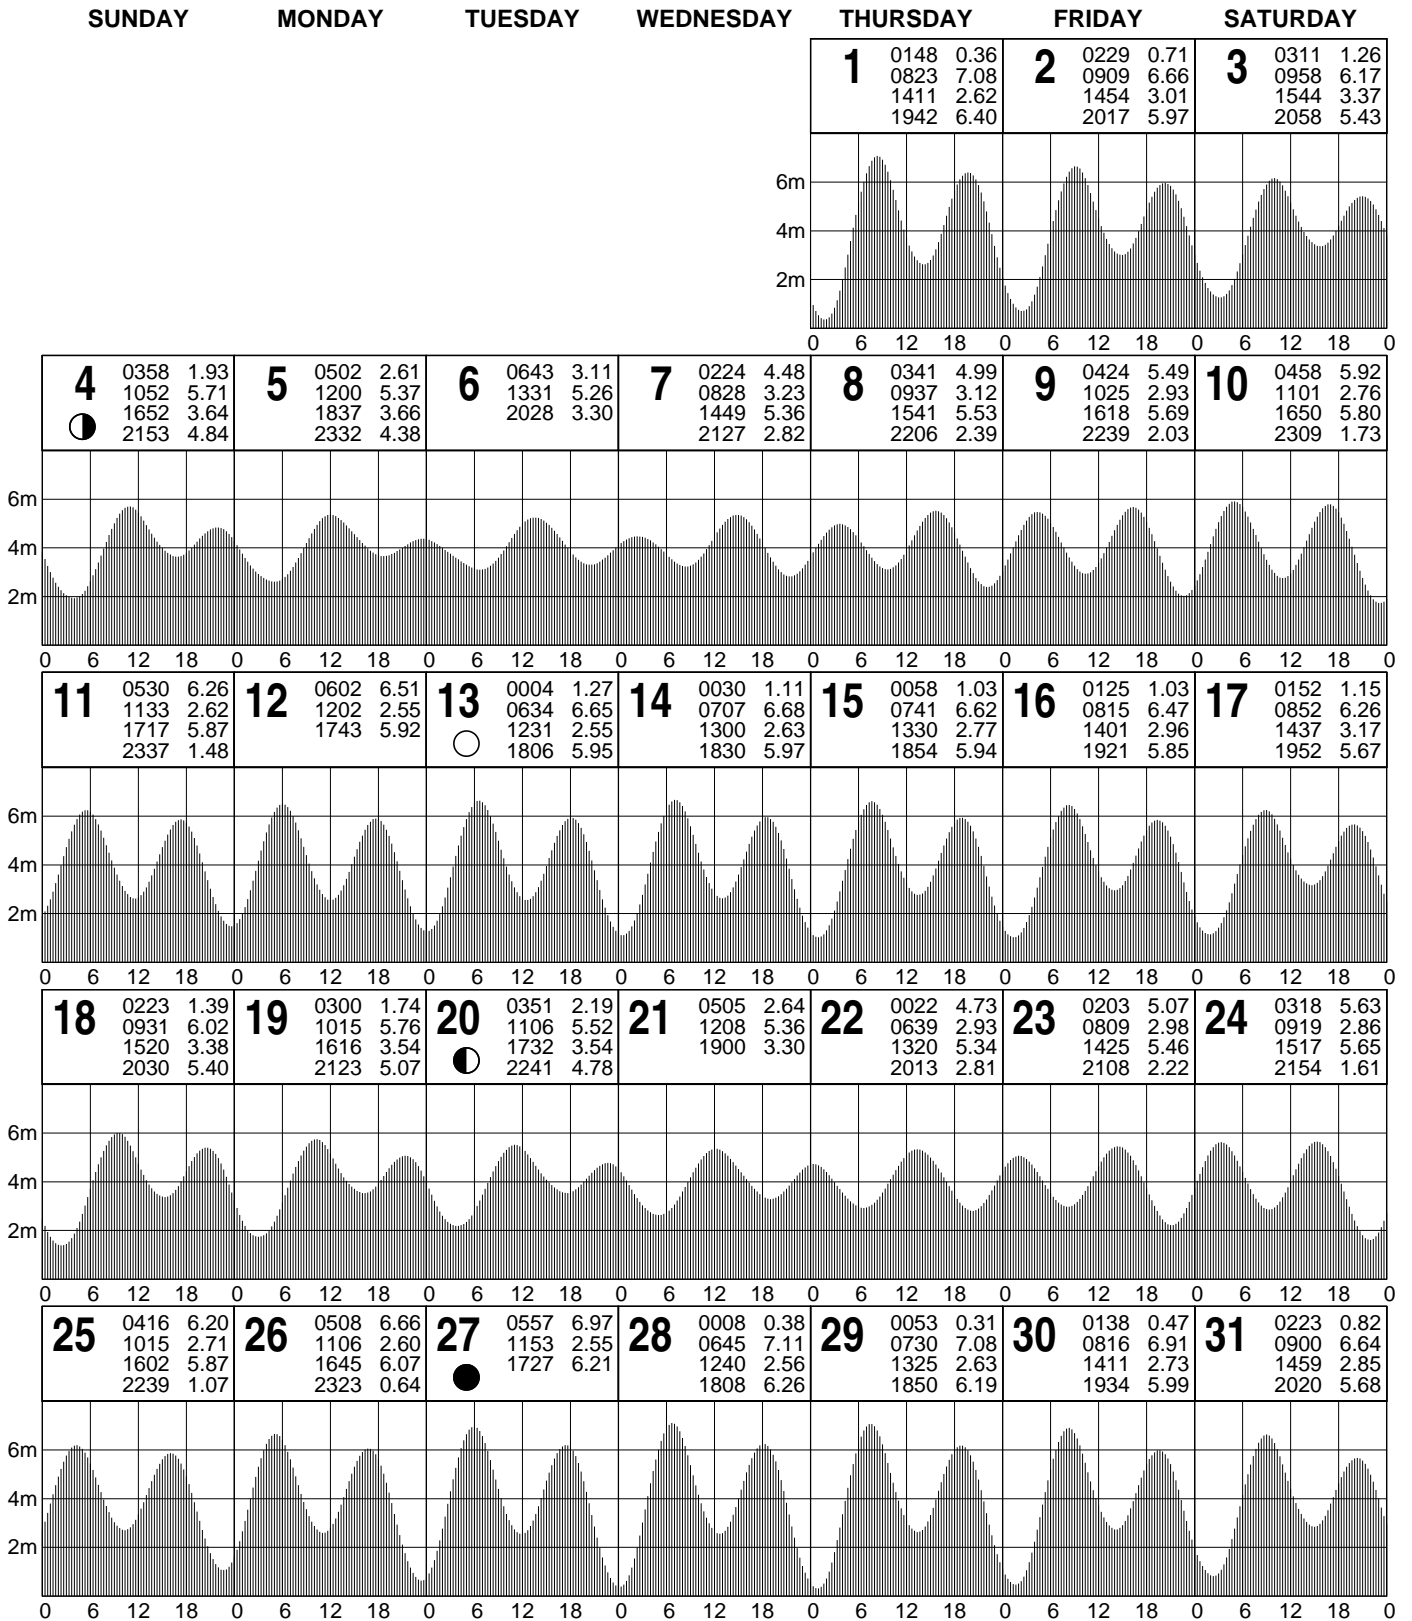 SUNDAY MONDAY TUESDAY WEDNESDAY THURSDAY FRIDAY SATURDAY
1 0148 0.36 2 0229 0.71 3 0311 1.26
0823 7.08 0909 6.66 0958 6.17
1411 2.62 1454 3.01 1544 3.37
1942 6.40 2017 5.97 2058 5.43
6m
4m
2m
0 6 12 18 0 6 12 18 0 6 12 18 0
4 0358 1.93 5 0502 2.61 6 0643 3.11 7 0224 4.48 8 0341 4.99 9 0424 5.49 10 0458 5.92
1052 5.71 1200 5.37 1331 5.26 0828 3.23 0937 3.12 1025 2.93 1101 2.76
1652 3.64 1837 3.66 2028 3.30 1449 5.36 1541 5.53 1618 5.69 1650 5.80
2153 4.84 2332 4.38 2127 2.82 2206 2.39 2239 2.03 2309 1.73
6m
4m
2m
0 6 12 18 0 6 12 18 0 6 12 18 0 6 12 18 0 6 12 18 0 6 12 18 0 6 12 18 0
11 0530 6.26 12 0602 6.51 13 0004 1.27 14 0030 1.11 15 0058 1.03 16 0125 1.03 17 0152 1.15
1133 2.62 1202 2.55 0634 6.65 0707 6.68 0741 6.62 0815 6.47 0852 6.26
1717 5.87 1743 5.92 1231 2.55 1300 2.63 1330 2.77 1401 2.96 1437 3.17
2337 1.48 1806 5.95 1830 5.97 1854 5.94 1921 5.85 1952 5.67
6m
4m
2m
0 6 12 18 0 6 12 18 0 6 12 18 0 6 12 18 0 6 12 18 0 6 12 18 0 6 12 18 0
18 0223 1.39 19 0300 1.74 20 0351 2.19 21 0505 2.64 22 0022 4.73 23 0203 5.07 24 0318 5.63
0931 6.02 1015 5.76 1106 5.52 1208 5.36 0639 2.93 0809 2.98 0919 2.86
1520 3.38 1616 3.54 1732 3.54 1900 3.30 1320 5.34 1425 5.46 1517 5.65
2030 5.40 2123 5.07 2241 4.78 2013 2.81 2108 2.22 2154 1.61
6m
4m
2m
0 6 12 18 0 6 12 18 0 6 12 18 0 6 12 18 0 6 12 18 0 6 12 18 0 6 12 18 0
25 0416 6.20 26 0508 6.66 27 0557 6.97 28 0008 0.38 29 0053 0.31 30 0138 0.47 31 0223 0.82
1015 2.71 1106 2.60 1153 2.55 0645 7.11 0730 7.08 0816 6.91 0900 6.64
1602 5.87 1645 6.07 1727 6.21 1240 2.56 1325 2.63 1411 2.73 1459 2.85
2239 1.07 2323 0.64 1808 6.26 1850 6.19 1934 5.99 2020 5.68
6m
4m
2m
0 6 12 18 0 6 12 18 0 6 12 18 0 6 12 18 0 6 12 18 0 6 12 18 0 6 12 18 0